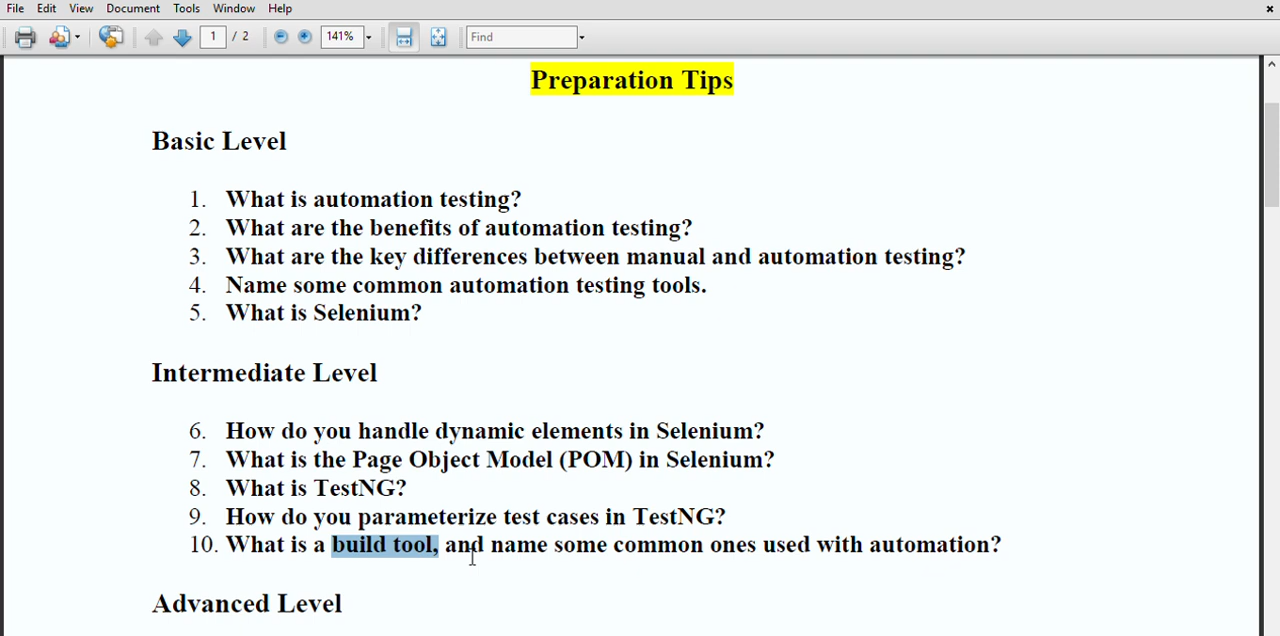 File Edit View Document Tools Window Help
1 / 2 141% Find
Preparation Tips
Basic Level
1. What is automation testing?
2. What are the benefits of automation testing?
3. What are the key differences between manual and automation testing?
4. Name some common automation testing tools.
5. What is Selenium?
Intermediate Level
6. How do you handle dynamic elements in Selenium?
7. What is the Page Object Model (POM) in Selenium?
8. What is TestNG?
9. How do you parameterize test cases in TestNG?
10. What is a build tool, and name some common ones used with automation?
Advanced Level